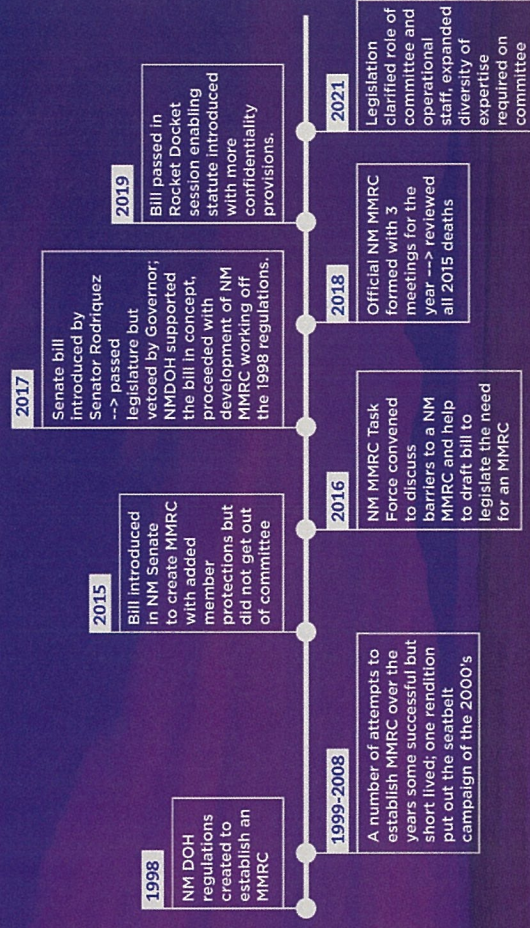 1998
NM DOH
regulations
created to
establish an
MMRC
1999-2008
A number of attempts to
establish MMRC over the
years some successful but
short lived; one rendition
put out the seatbelt
campaign of the 2000's
2015
Bill introduced
in NM Senate
to create MMRC
with added
member
protections but
did not get out
of committee
2016
NM MMRC Task
Force convened
to discuss
barriers to a NM
MMRC and help
to draft bill to
legislate the need
for an MMRC
2017
Senate bill
introduced by
Senator Rodriquez
--> passed
legislature but
vetoed by Governor;
NMDOH supported
the bill in concept,
proceeded with
development of NM
MMRC working off
the 1998 regulations.
2018
Official NM MMRC
formed with 3
meetings for the
year --> reviewed
all 2015 deaths
2019
Bill passed in
Rocket Docket
session enabling
statute introduced
with more
confidentiality
provisions.
2021
Legislation
clarified role of
committee and
operational
staff, expanded
diversity of
expertise
required on
committee